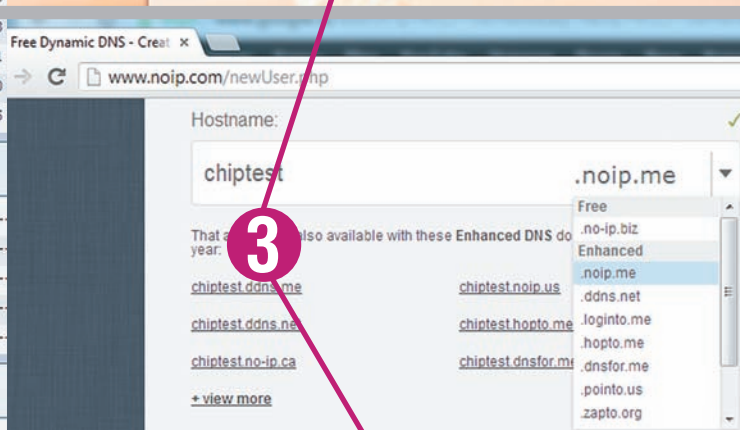 Free Dynamic DNS - Creat ×
www.noip.com/newUser.php
Hostname:
chiptest .noip.me
Free
.no-ip.biz
Enhanced
.noip.me
.ddns.net
.loginto.me
.hopto.me
.dnsfor.me
.pointo.us
.zapto.org
3
That also available with these Enhanced DNS do
year:
chiptest.ddns.me chiptest.noip.us
chiptest.ddns.ne chiptest.hopto.me
chiptest.no-ip.ca chiptest.dnsfor.me
+ view more